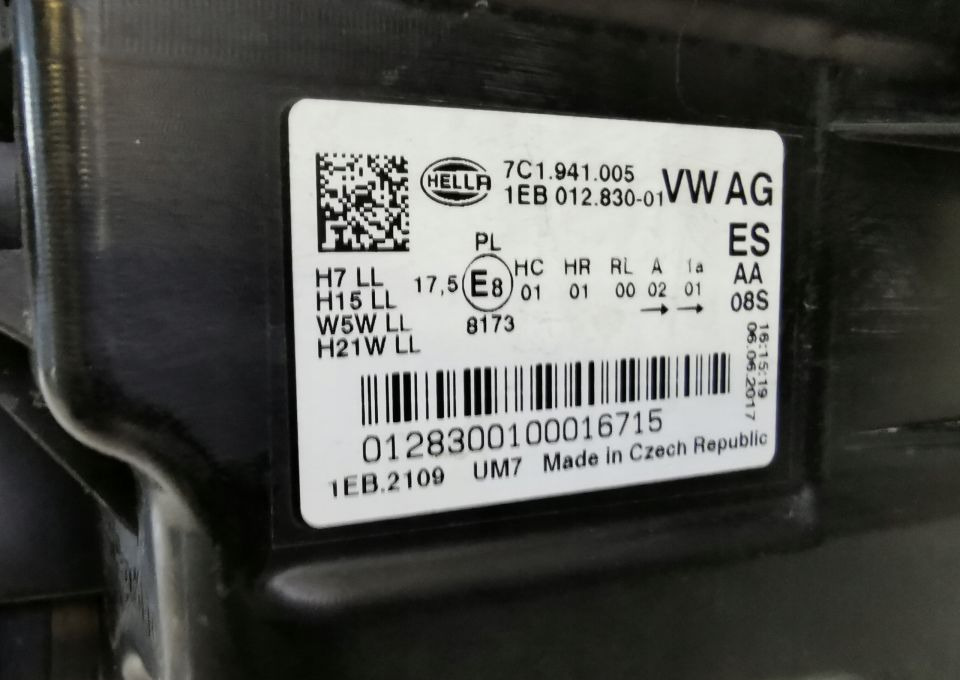 HELLA 7C1.941.005 VW AG
1EB 012.830-01
ES
PL
H7 LL 17,5 E8 HC HR RL A 1a AA
H15 LL 01 01 00 02 01 08S
W5W LL 8173 → →
H21W LL
16:15:19
06.06.2017
0128300100016715
1EB.2109 UM7 Made in Czech Republic